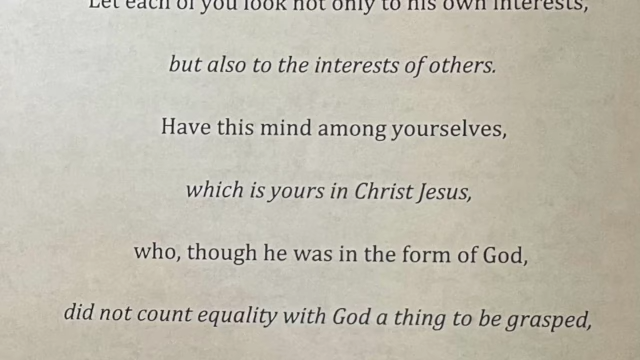 Let each of you look not only to his own interests,
but also to the interests of others.
Have this mind among yourselves,
which is yours in Christ Jesus,
who, though he was in the form of God,
did not count equality with God a thing to be grasped,